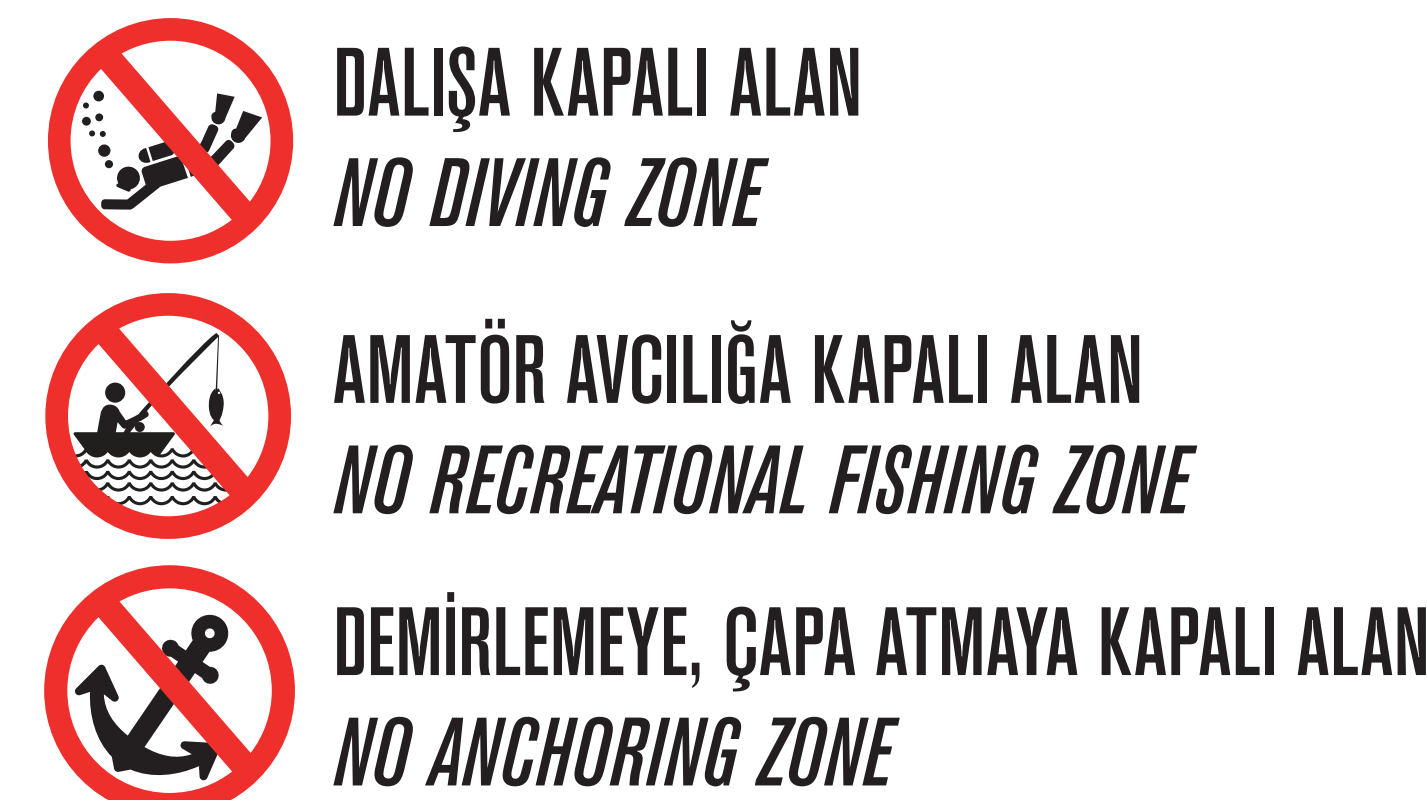 DALIŞA KAPALI ALAN
NO DIVING ZONE
AMATÖR AVCILIĞA KAPALI ALAN
NO RECREATIONAL FISHING ZONE
DEMİRLEMEYE, ÇAPA ATMAYA KAPALI ALAN
NO ANCHORING ZONE